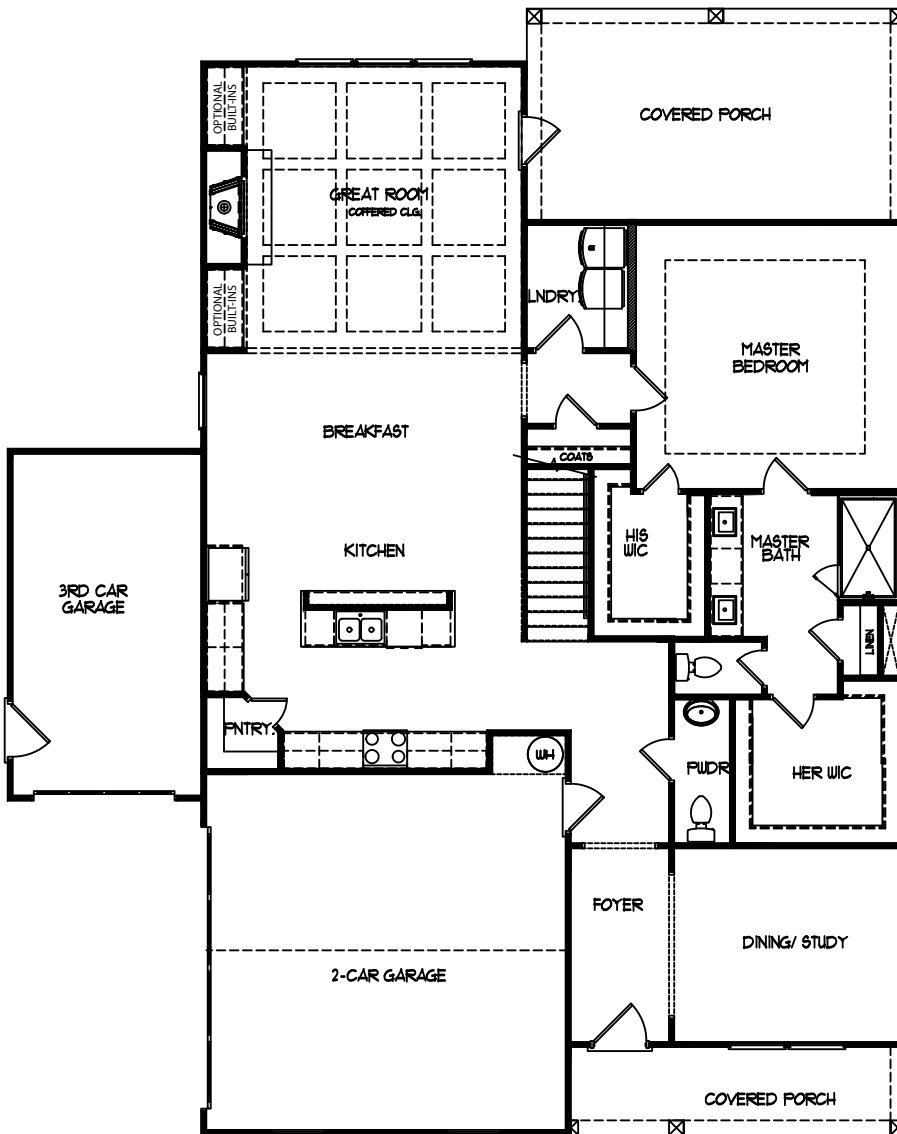 OPTIONAL
BUILT-INS
COVERED PORCH
GREAT ROOM
COFFERED CLG.
OPTIONAL
BUILT-INS
LNDRY.
MASTER
BEDROOM
BREAKFAST
COATS
KITCHEN
HIS
WIC
MASTER
BATH
3RD CAR
GARAGE
LINEN
PNTRY.
WH
PWDR
HER WIC
FOYER
DINING/ STUDY
2-CAR GARAGE
COVERED PORCH